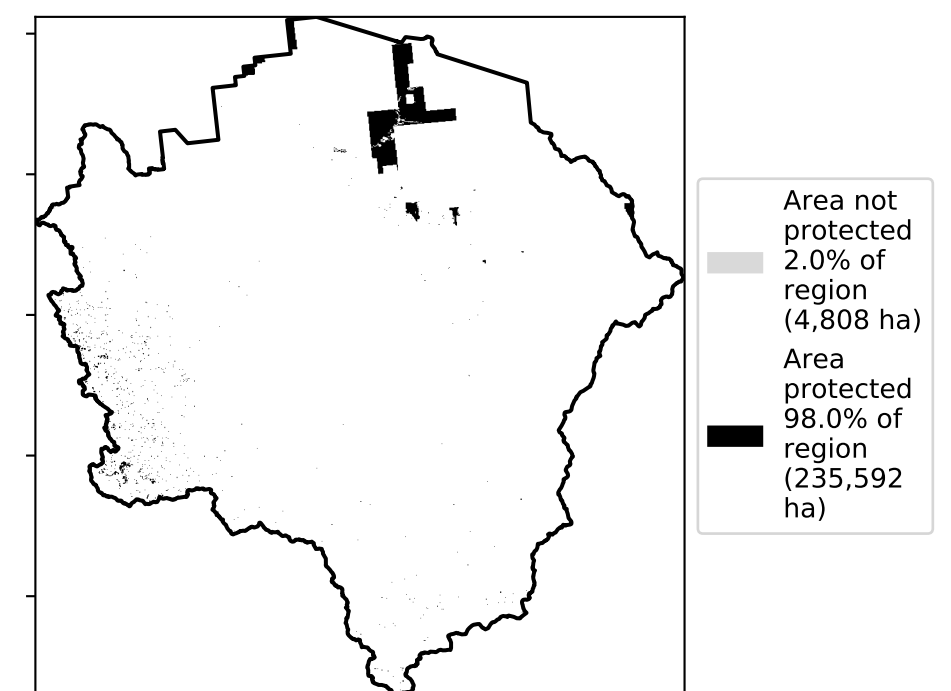 Area not
protected
2.0% of
region
(4,808 ha)
Area
protected
98.0% of
region
(235,592
ha)